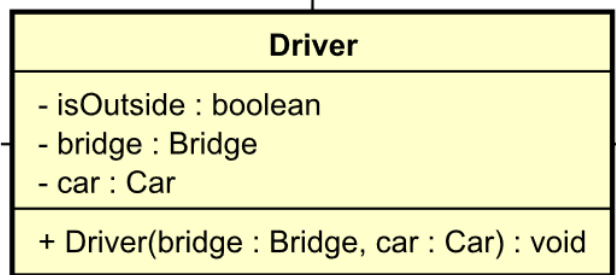 Driver
- isOutside : boolean
- bridge : Bridge
- car : Car
+ Driver(bridge : Bridge, car : Car) : void